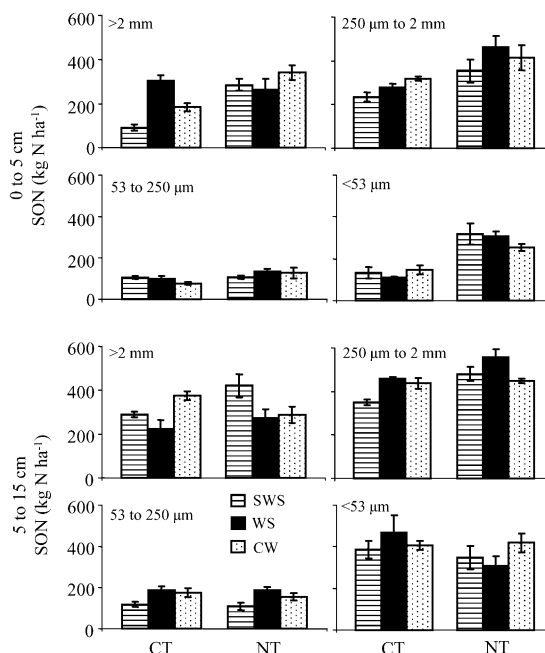 600
>2 mm
250 µm to 2 mm
400
200
0
0 to 5 cm
SON (kg N ha⁻¹)
53 to 250 µm
<53 µm
400
200
0
600
>2 mm
250 µm to 2 mm
400
200
0
5 to 15 cm
SON (kg N ha⁻¹)
600
53 to 250 µm
SWS
WS
CW
<53 µm
400
200
0
CT
NT
CT
NT